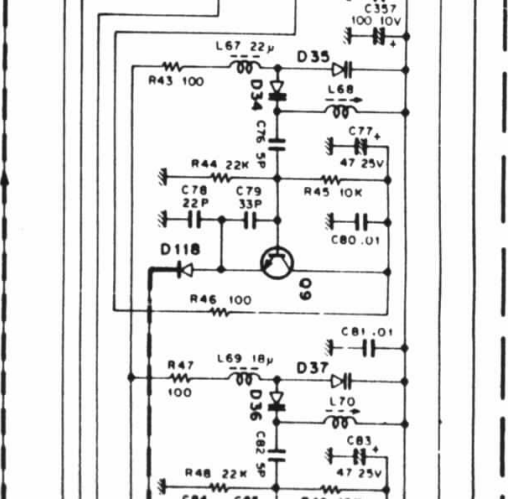 C357
100 10V
+
L67 22μ
D35
R43 100
D34
L68
C76 5P
C77+
47 25V
R44 22K
R45 10K
C78
22P
C79
33P
C80 .01
D118
Q9
R46 100
C81 .01
L69 18μ
D37
R47
100
D36
L70
C82 5P
C83
+
47 25V
R48 22K